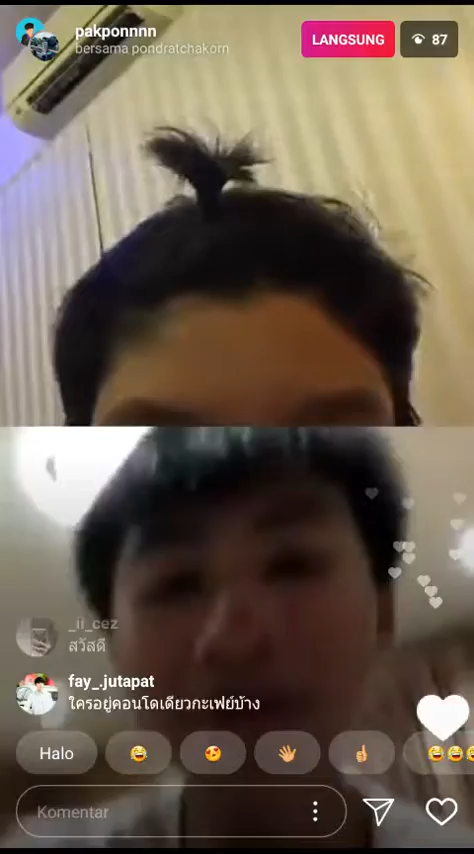 pakponnnn
bersama pondratchakorn
LANGSUNG
87
_ii_cez
สวัสดี
fay_.jutapat
ใครอยู่คอนโดเดียวกะเฟย์บ้าง
Halo
Komentar